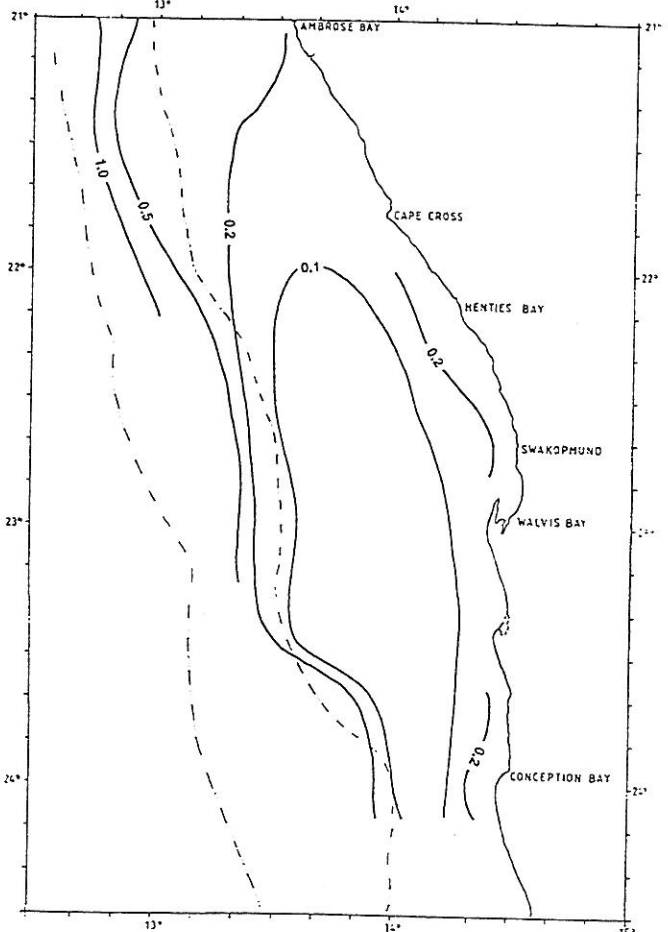 13° 14°
21° AMBROSE BAY 21°
1.0
0.5
CAPE CROSS
0.2
22° 0.1 22°
HENTIES BAY
0.2
SWAKOPMUND
23° WALVIS BAY
0.2
24° CONCEPTION BAY
13° 14°